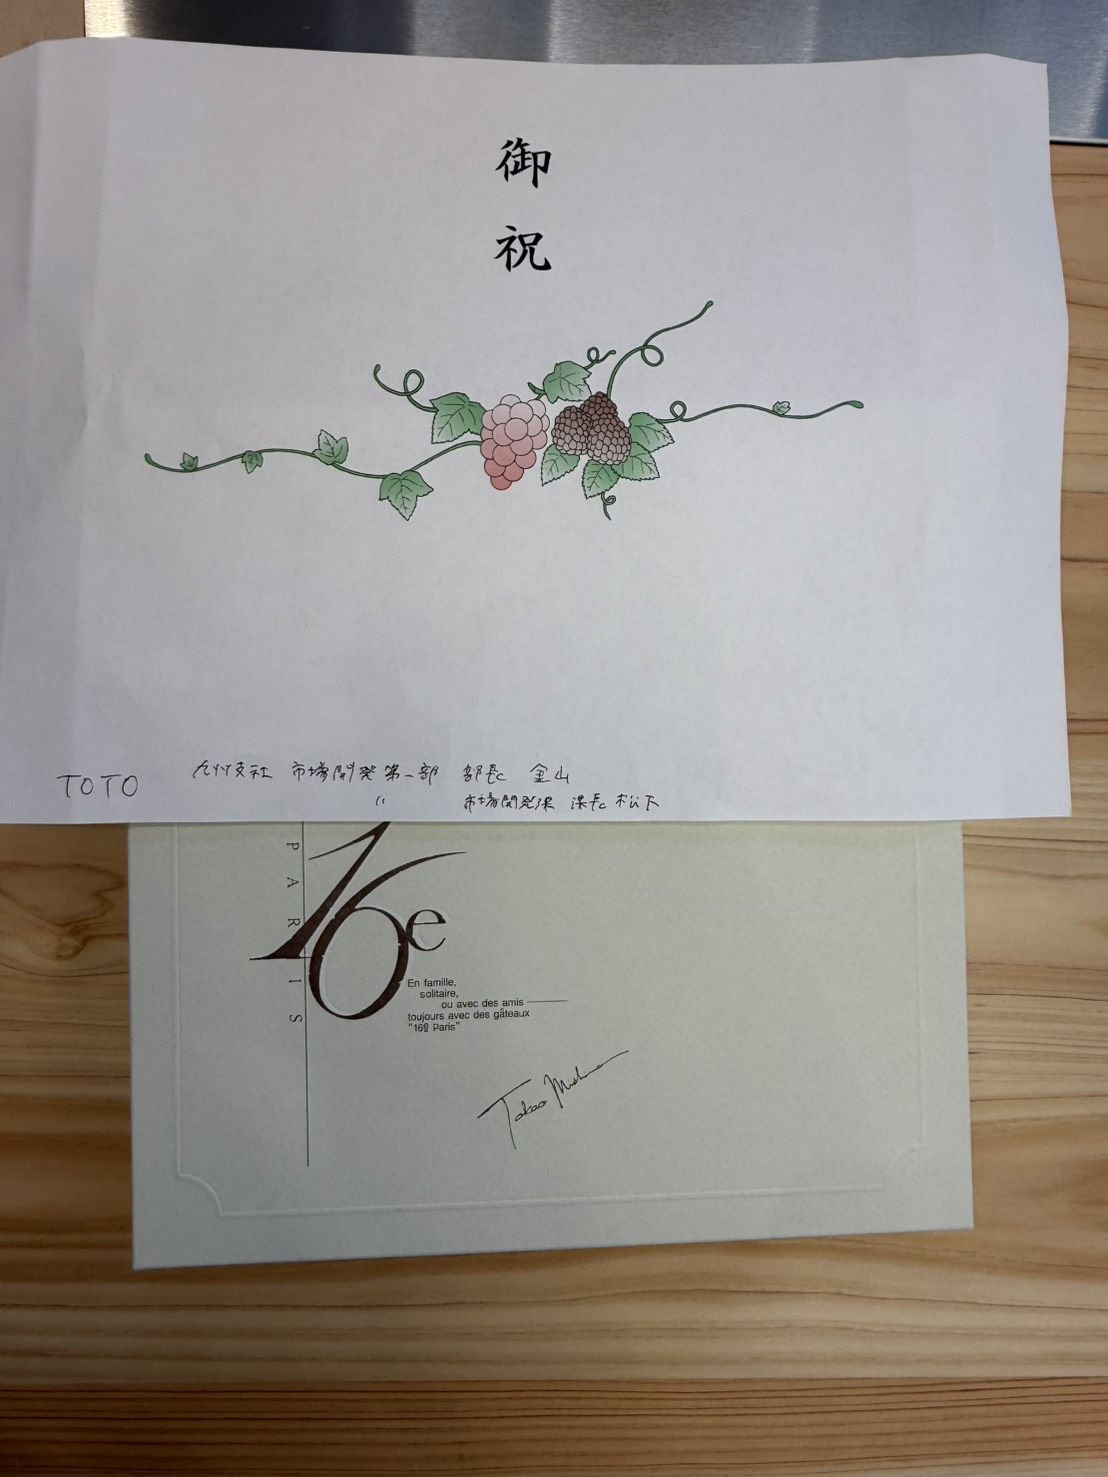 御祝
TOTO 九州支社 市場開発第一部 部長 金山
〃 市場開発課 課長 松下
PARIS
16e
En famille,
solitaire,
ou avec des amis
toujours avec des gâteaux
"16e Paris"